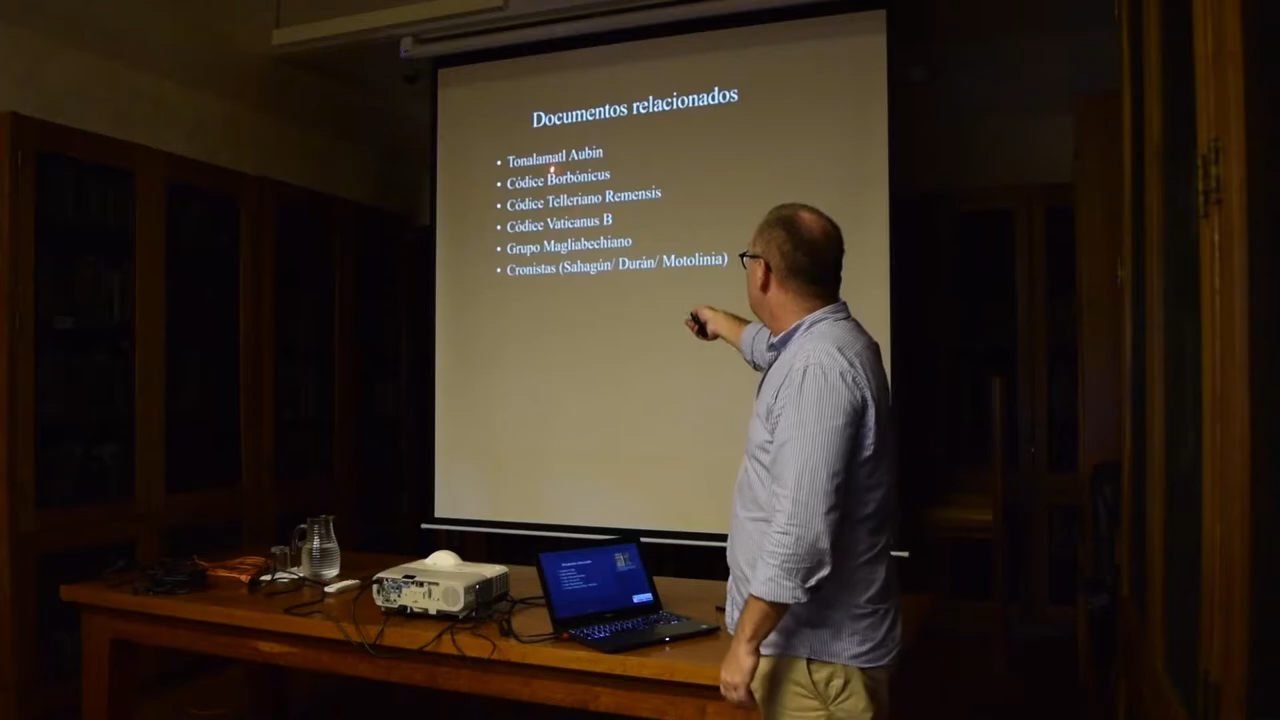 Documentos relacionados
• Tonalamatl Aubin
• Códice Borbónicus
• Códice Telleriano Remensis
• Códice Vaticanus B
• Grupo Magliabechiano
• Cronistas (Sahagún/ Durán/ Motolinia)